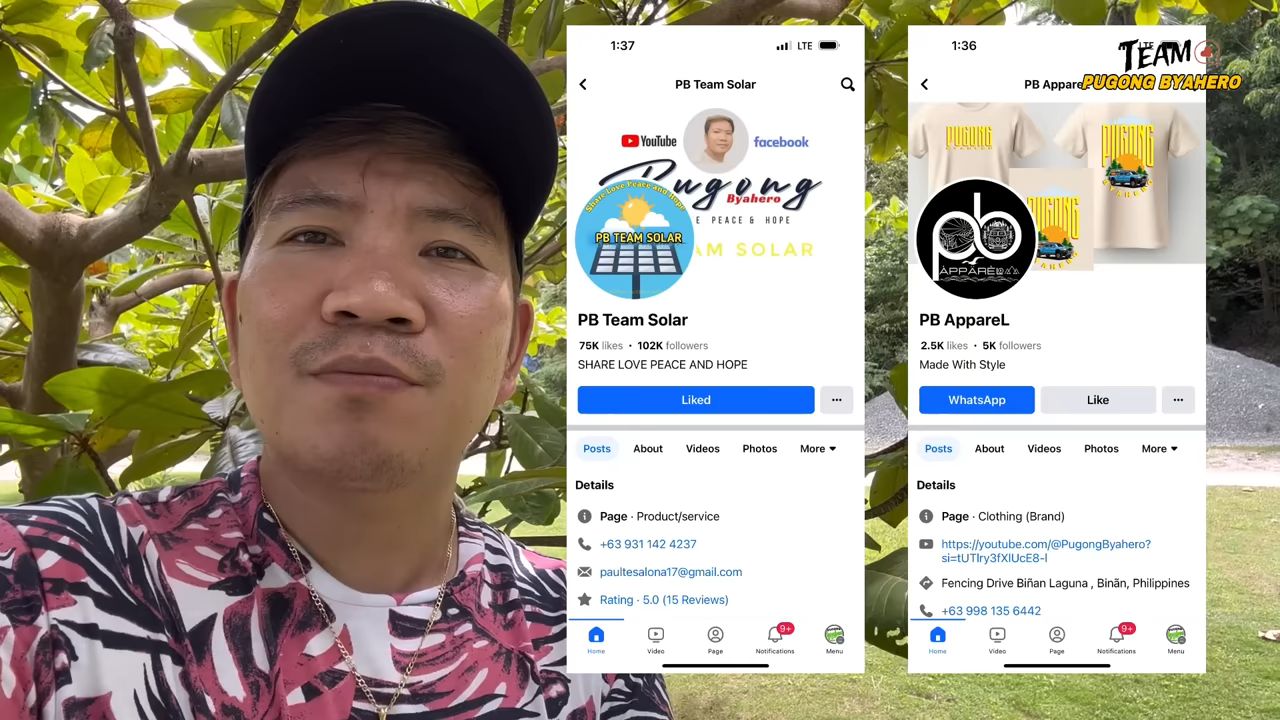 1:37
LTE
PB Team Solar
YouTube
facebook
Pugong
Byahero
E PEACE & HOPE
AM SOLAR
Share Love Peace and Hope
PB TEAM SOLAR
PB Team Solar
75K likes • 102K followers
SHARE LOVE PEACE AND HOPE
Liked
Posts
About
Videos
Photos
More
Details
Page · Product/service
+63 931 142 4237
paultesalona17@gmail.com
Rating · 5.0 (15 Reviews)
Home
Video
Page
9+
Notifications
Menu
1:36
LTE
TEAM
PUGONG BYAHERO
PB Appare
PUGONG
BYAHERO
PUGONG
BYAHERO
PUGONG
BYAHERO
pb
APPAREL
PB AppareL
2.5K likes • 5K followers
Made With Style
WhatsApp
Like
Posts
About
Videos
Photos
More
Details
Page · Clothing (Brand)
https://youtube.com/@PugongByahero?
si=tUTlry3fXlUcE8-l
Fencing Drive Biñan Laguna , Binãn, Philippines
+63 998 135 6442
Home
Video
Page
9+
Notifications
Menu